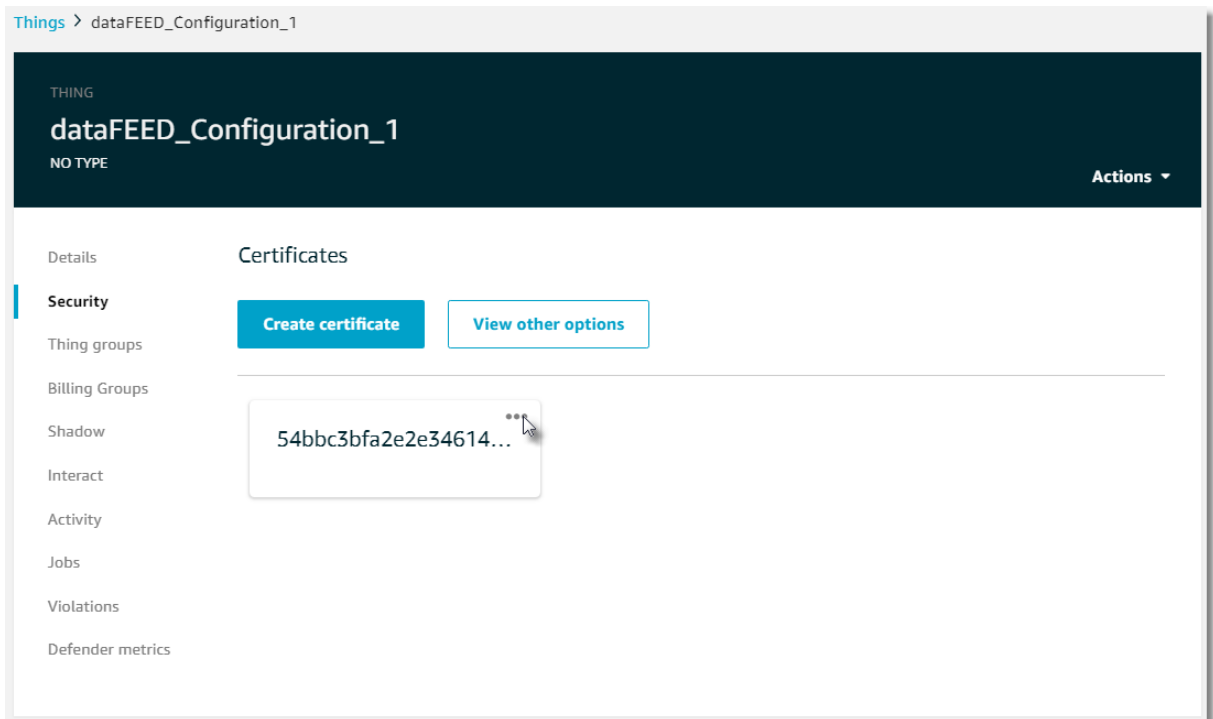 Things > dataFEED_Configuration_1
THING
dataFEED_Configuration_1
NO TYPE
Actions
Details
Security
Thing groups
Billing Groups
Shadow
Interact
Activity
Jobs
Violations
Defender metrics
Certificates
Create certificate View other options
54bbc3bfa2e2e34614...